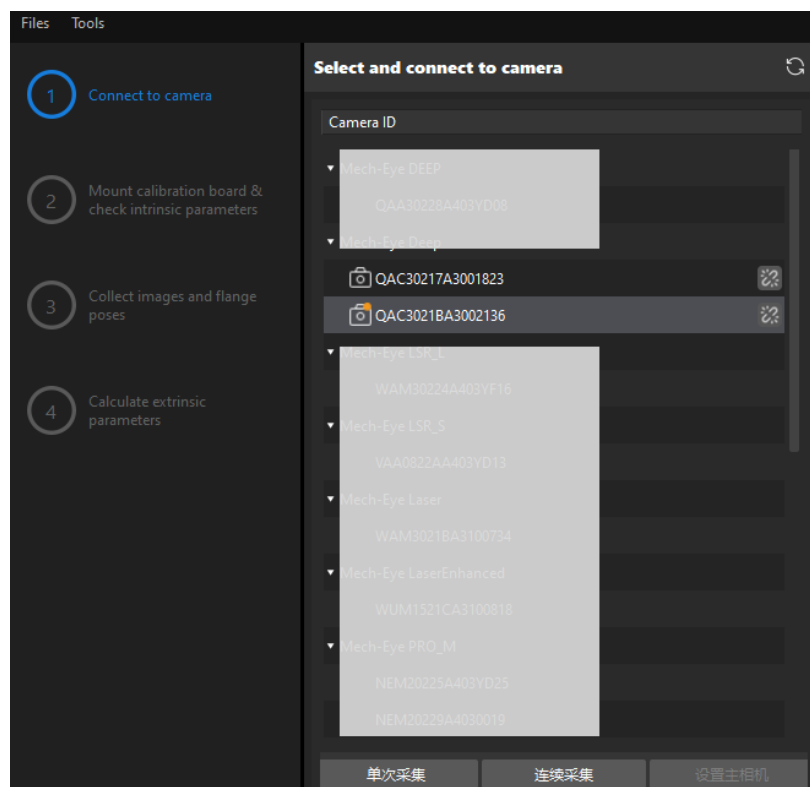 Files Tools
1 Connect to camera
2 Mount calibration board &
check intrinsic parameters
3 Collect images and flange
poses
4 Calculate extrinsic
parameters
Select and connect to camera
Camera ID
Mech-Eye DEEP
QAA30228A403YD08
Mech-Eye Deep
QAC30217A3001823
QAC3021BA3002136
Mech-Eye LSR_L
WAM30224A403YF16
Mech-Eye LSR_S
VAA0822AA403YD13
Mech-Eye Laser
WAM3021BA3100734
Mech-Eye LaserEnhanced
WUM1521CA3100818
Mech-Eye PRO_M
NEM20225A403YD25
NEM20229A4030019
单次采集 连续采集 设置主相机